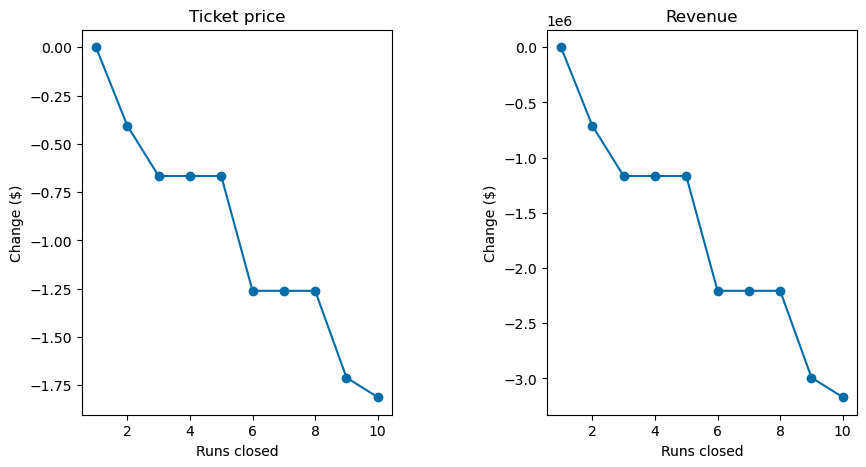 Ticket price
0.00
−0.25
−0.50
−0.75
−1.00
−1.25
−1.50
−1.75
Change ($)
2 4 6 8 10
Runs closed
Revenue
1e6
0.0
−0.5
−1.0
−1.5
−2.0
−2.5
−3.0
Change ($)
2 4 6 8 10
Runs closed